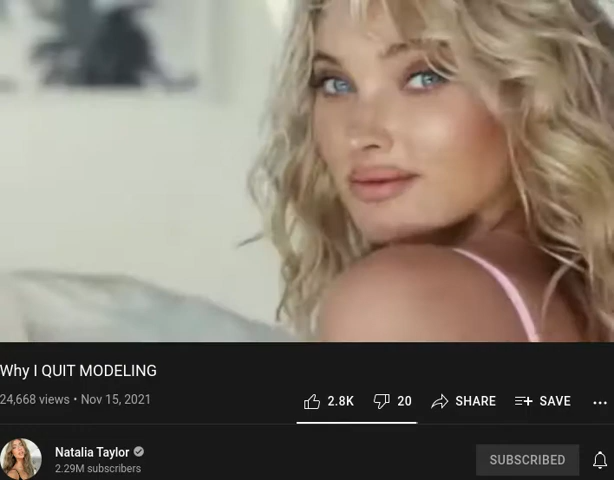 Why I QUIT MODELING
24,668 views • Nov 15, 2021 2.8K 20 SHARE SAVE ...
Natalia Taylor
2.29M subscribers
SUBSCRIBED